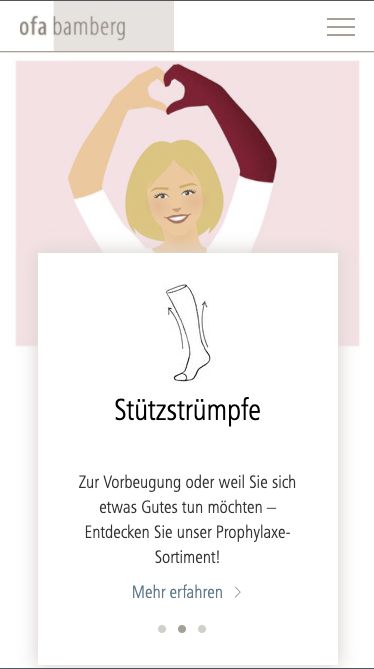 ofa bamberg
Stützstrümpfe
Zur Vorbeugung oder weil Sie sich
etwas Gutes tun möchten –
Entdecken Sie unser Prophylaxe-
Sortiment!
Mehr erfahren